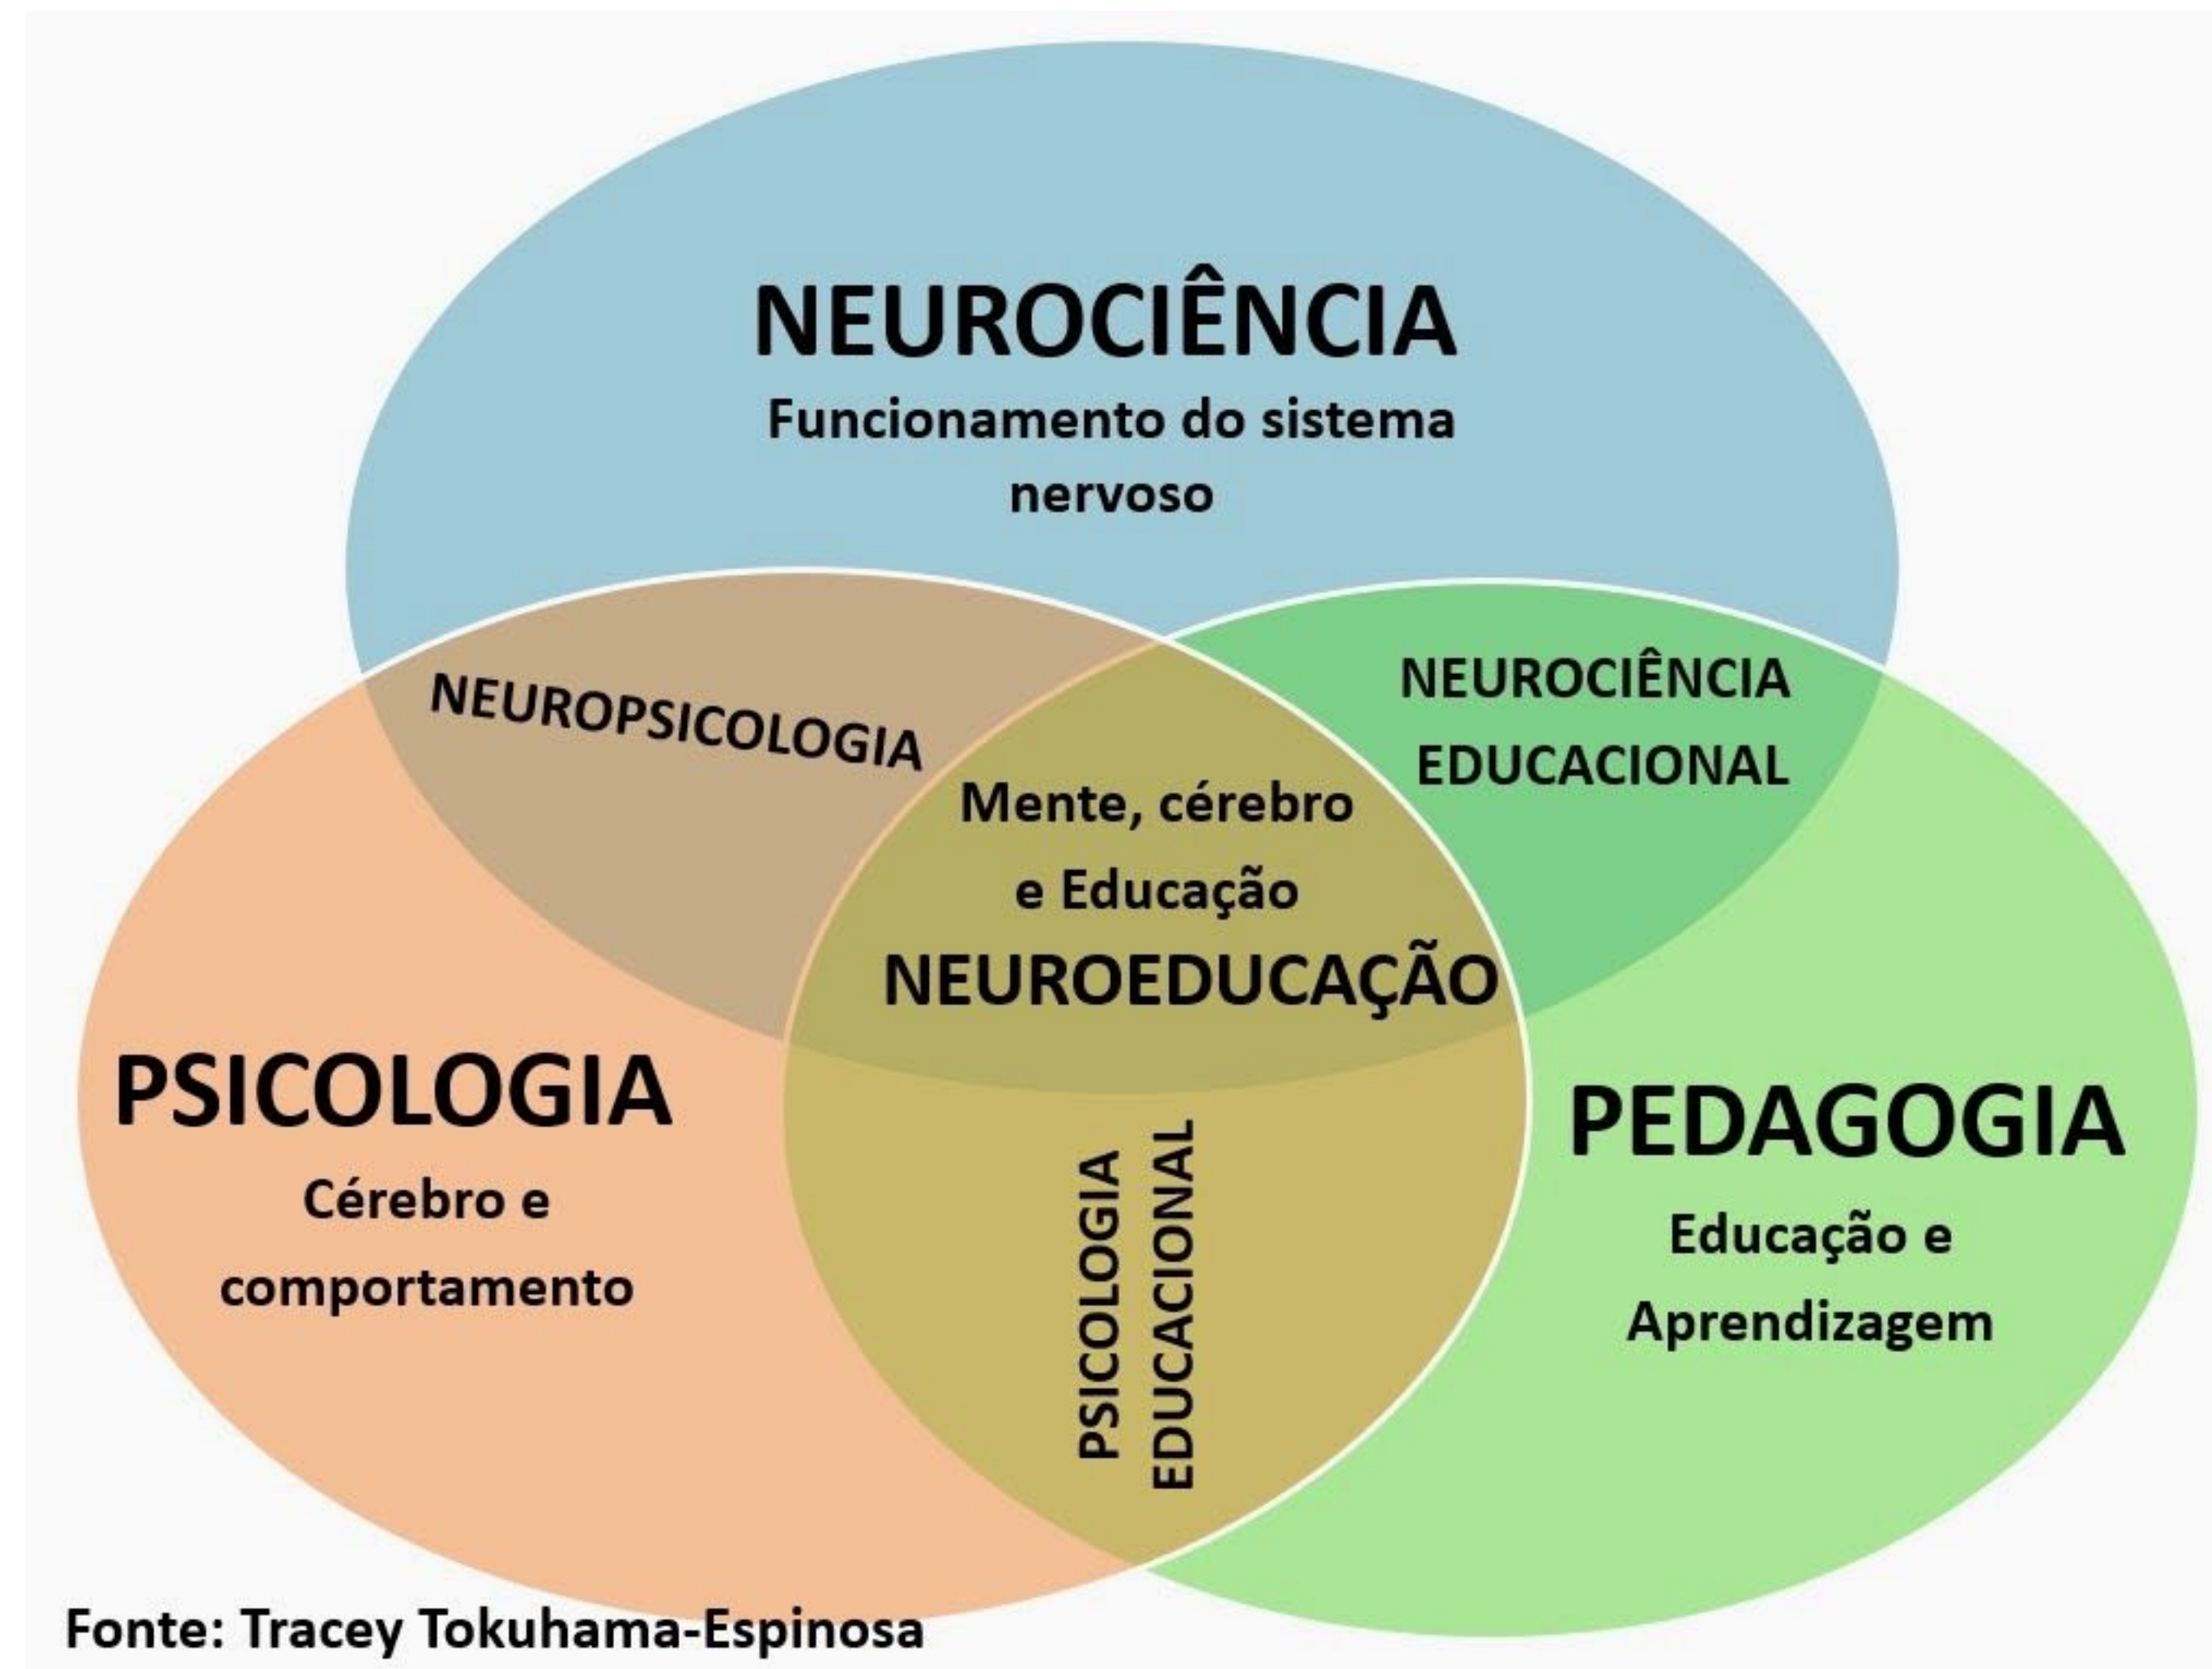 NEUROCIÊNCIA
Funcionamento do sistema
nervoso
NEUROPSICOLOGIA
NEUROCIÊNCIA
EDUCACIONAL
Mente, cérebro
e Educação
NEUROEDUCAÇÃO
PSICOLOGIA
Cérebro e
comportamento
PSICOLOGIA
EDUCACIONAL
PEDAGOGIA
Educação e
Aprendizagem
Fonte: Tracey Tokuhama-Espinosa